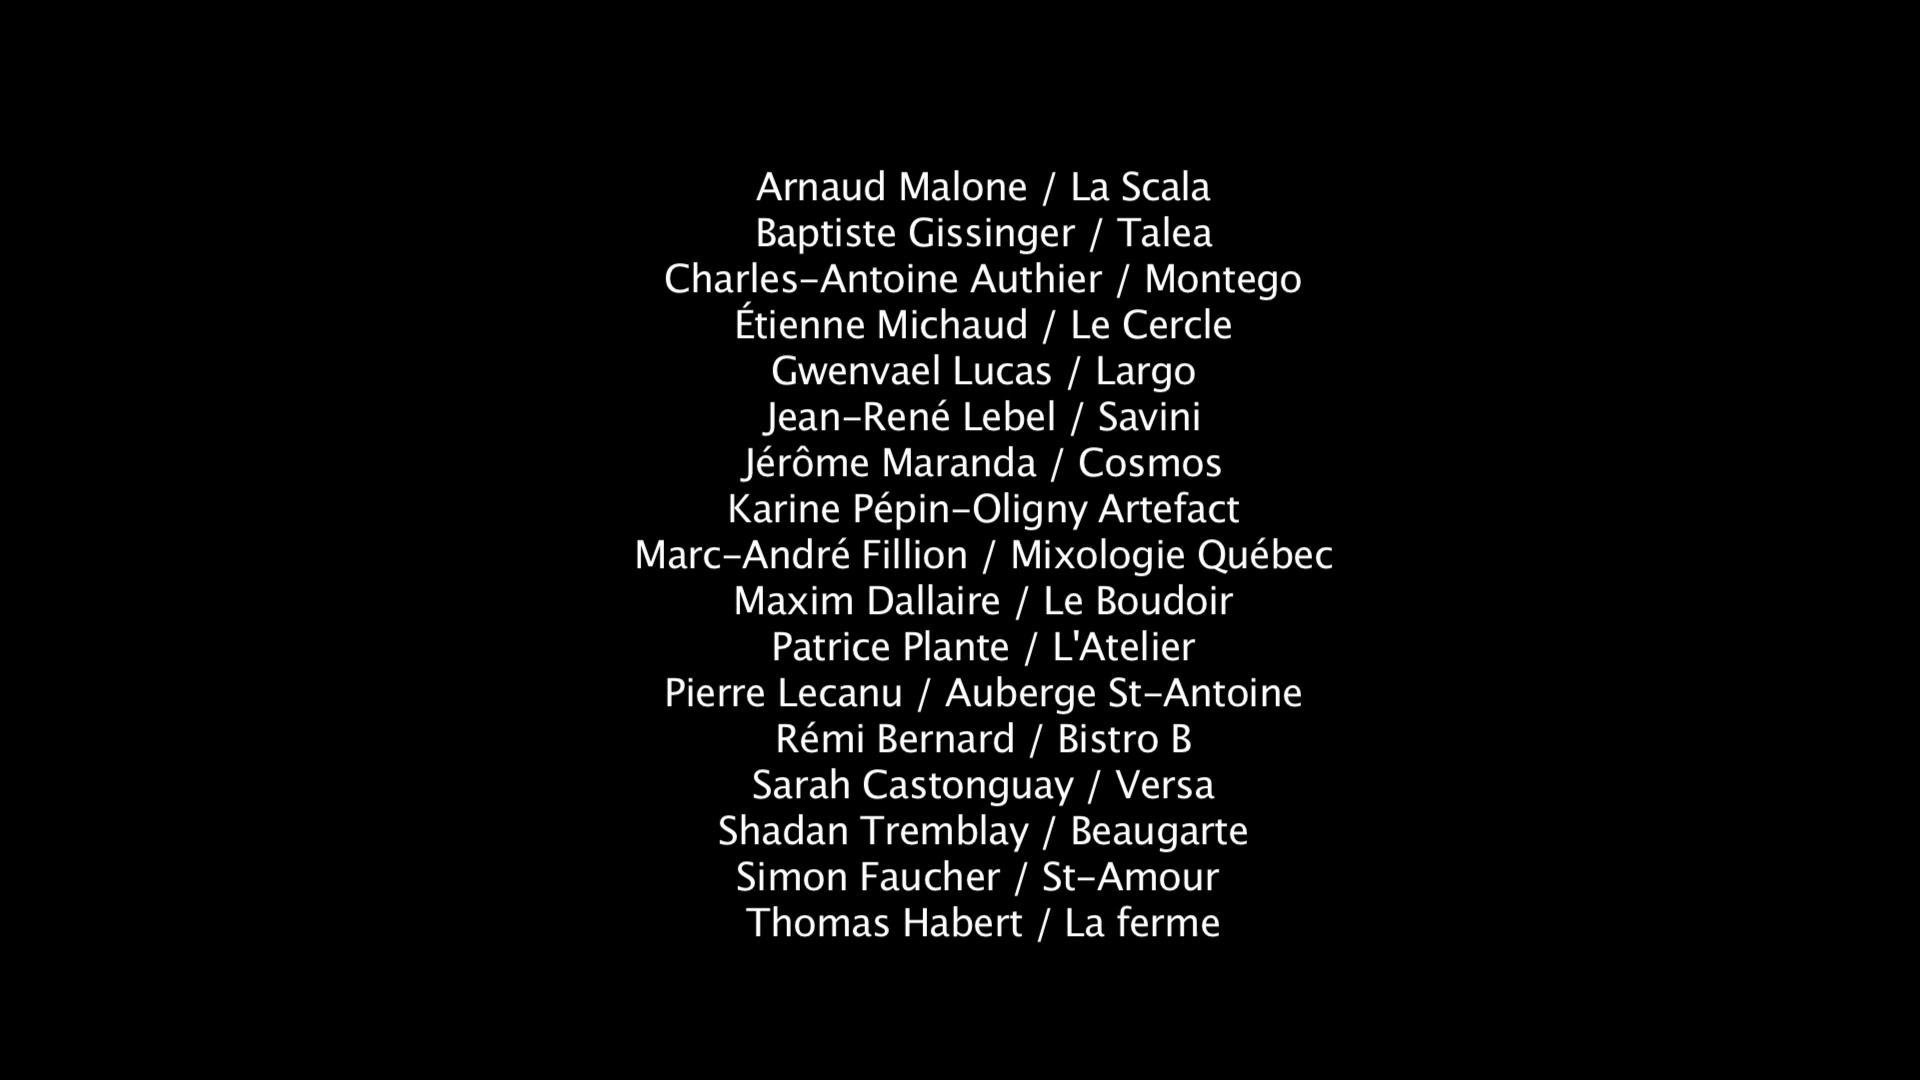 Arnaud Malone / La Scala
Baptiste Gissinger / Talea
Charles-Antoine Authier / Montego
Étienne Michaud / Le Cercle
Gwenvael Lucas / Largo
Jean-René Lebel / Savini
Jérôme Maranda / Cosmos
Karine Pépin-Oligny Artefact
Marc-André Fillion / Mixologie Québec
Maxim Dallaire / Le Boudoir
Patrice Plante / L'Atelier
Pierre Lecanu / Auberge St-Antoine
Rémi Bernard / Bistro B
Sarah Castonguay / Versa
Shadan Tremblay / Beaugarte
Simon Faucher / St-Amour
Thomas Habert / La ferme